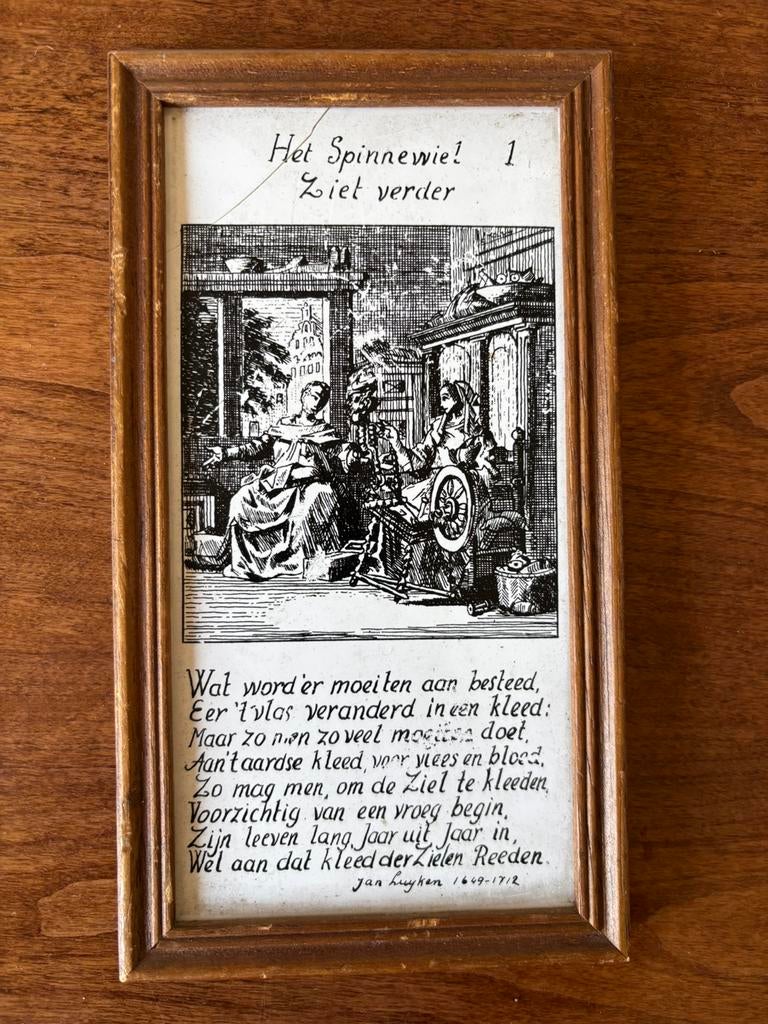 Het Spinnewiel 1
Ziet verder
Wat word'er moeiten aan besteed,
Eer 't vlas veranderd in een kleed:
Maar zo men zo veel moeiten doet,
Aan't aardse kleed, voor vlees en bloed,
Zo mag men, om de Ziel te kleeden,
Voorzichtig van een vroeg begin,
Zijn leeven lang, Jaar uit Jaar in,
Wel aan dat kleed der Zielen Reeden.
Jan Luyken 1649-1712